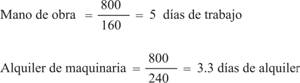 Mano de obra = 800/160 = 5 días de trabajo
Alquiler de maquinaria = 800/240 = 3.3 días de alquiler